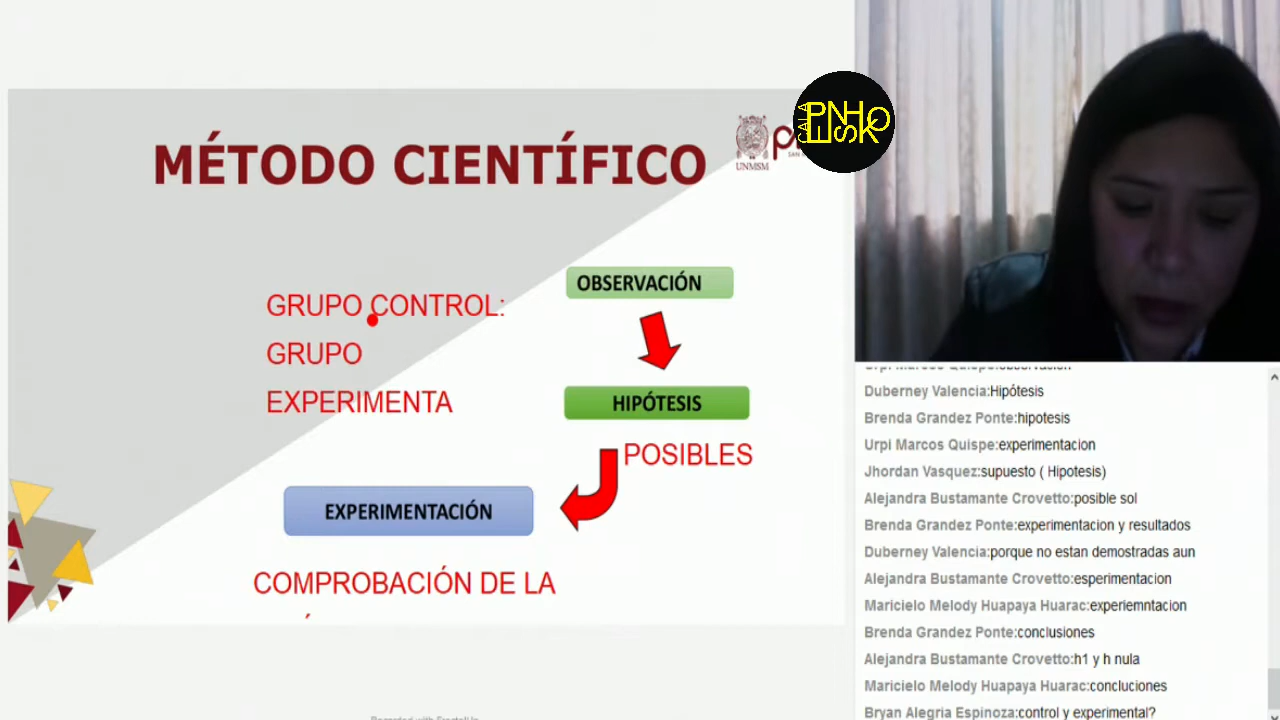 MÉTODO CIENTÍFICO
UNMSM
CALA
PNHO
ESK
GRUPO CONTROL:
GRUPO
EXPERIMENTA
OBSERVACIÓN
HIPÓTESIS
POSIBLES
EXPERIMENTACIÓN
COMPROBACIÓN DE LA
Duberney Valencia:Hipótesis
Brenda Grandez Ponte:hipotesis
Urpi Marcos Quispe:experimentacion
Jhordan Vasquez:supuesto ( Hipotesis)
Alejandra Bustamante Crovetto:posible sol
Brenda Grandez Ponte:experimentacion y resultados
Duberney Valencia:porque no estan demostradas aun
Alejandra Bustamante Crovetto:esperimentacion
Maricielo Melody Huapaya Huarac:experiemntacion
Brenda Grandez Ponte:conclusiones
Alejandra Bustamante Crovetto:h1 y h nula
Maricielo Melody Huapaya Huarac:concluciones
Bryan Alegria Espinoza:control y experimental?